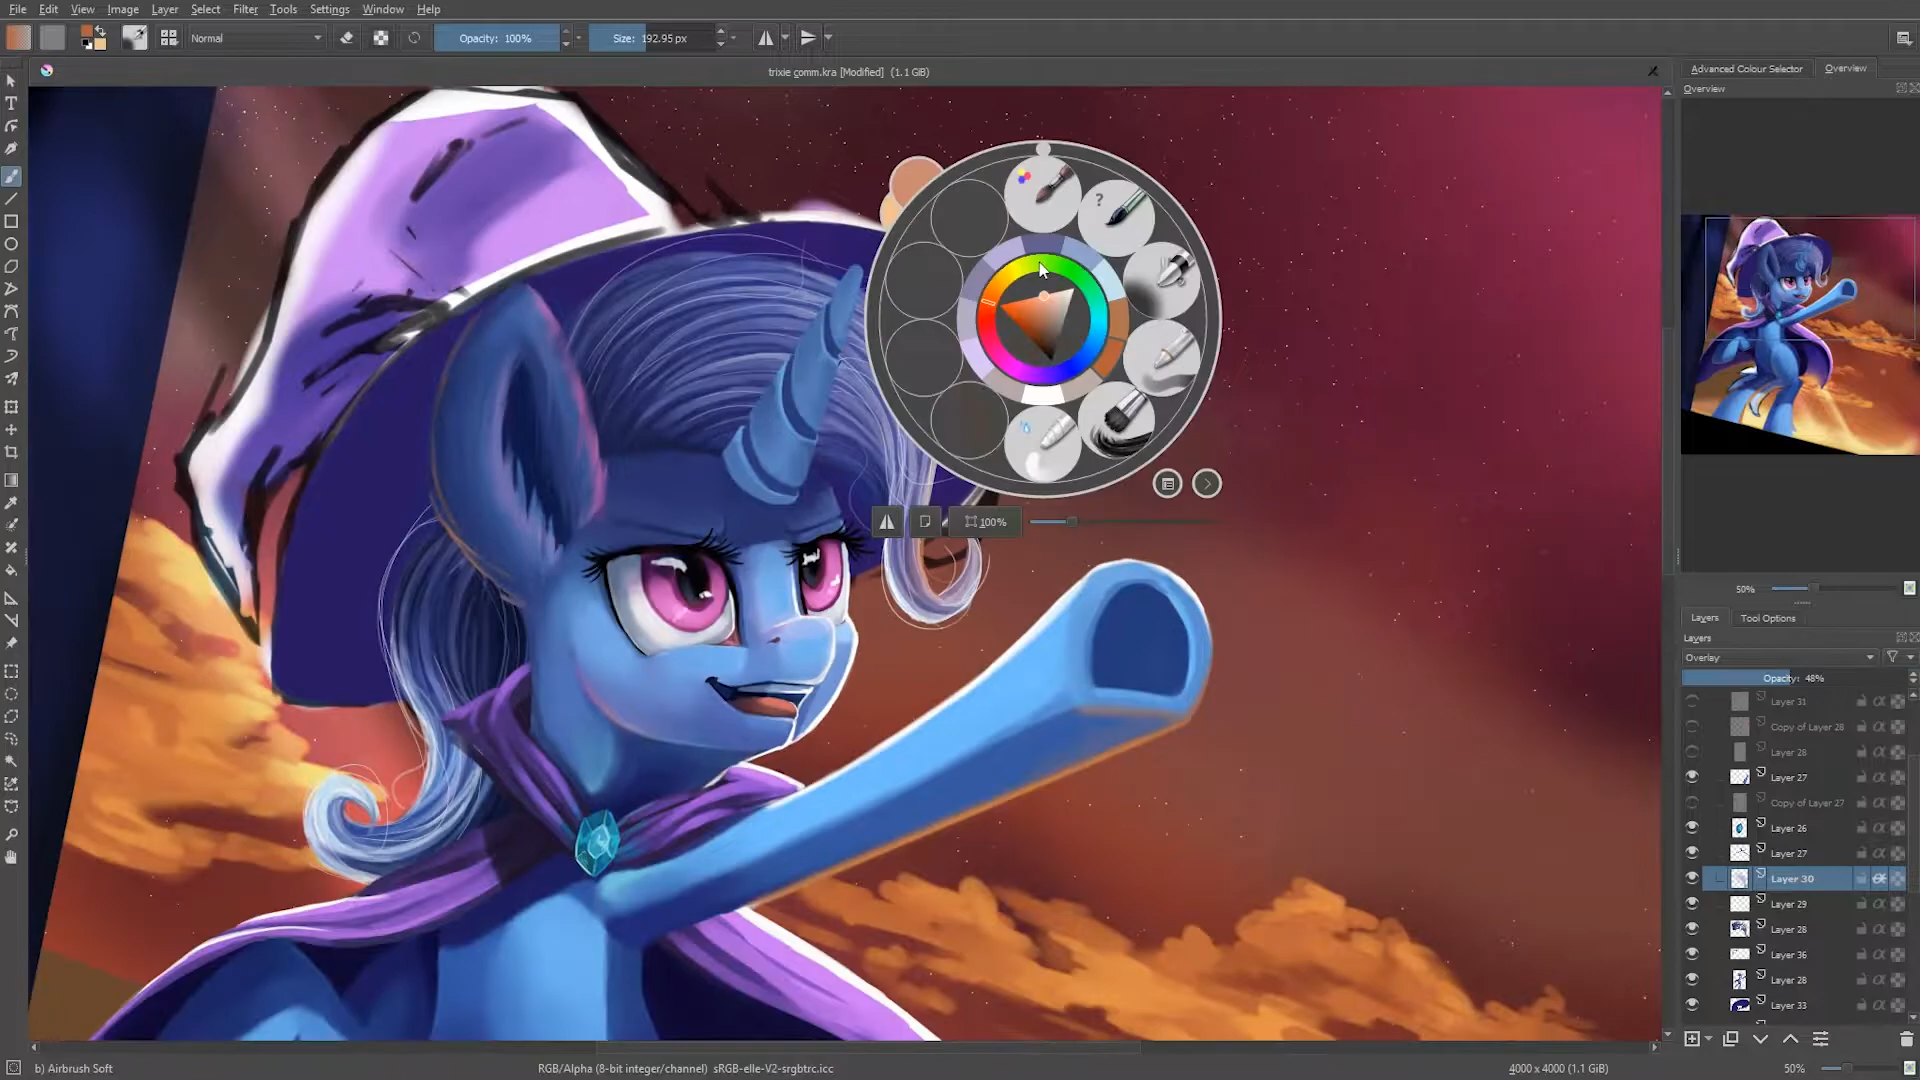 File Edit View Image Layer Select Filter Tools Settings Window Help
Normal Opacity: 100% Size: 192.95 px
trixie comm.kra [Modified] (1.1 GiB)
Advanced Colour Selector Overview
Overview
?
100%
50%
Layers Tool Options
Layers
Overlay
Opacity: 48%
Layer 31
Copy of Layer 28
Layer 28
Layer 27
Copy of Layer 27
Layer 26
Layer 27
Layer 30
Layer 29
Layer 28
Layer 36
Layer 28
Layer 33
b) Airbrush Soft RGB/Alpha (8-bit integer/channel) sRGB-elle-V2-srgbtrc.icc 4000 x 4000 (1.1 GiB) 50%